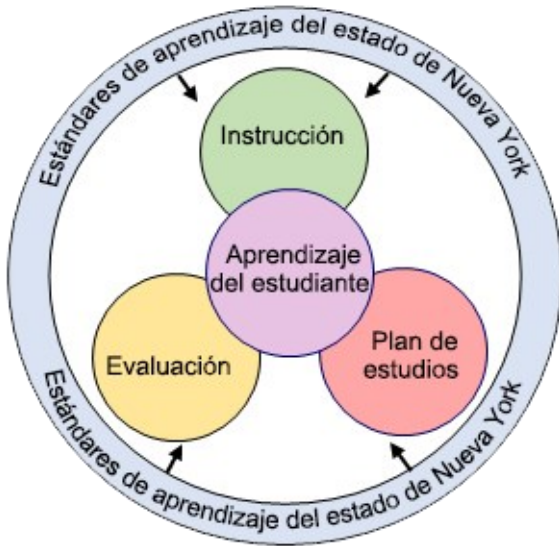 Estándares de aprendizaje del estado de Nueva York
Instrucción
Aprendizaje
del estudiante
Evaluación
Plan de
estudios
Estándares de aprendizaje del estado de Nueva York